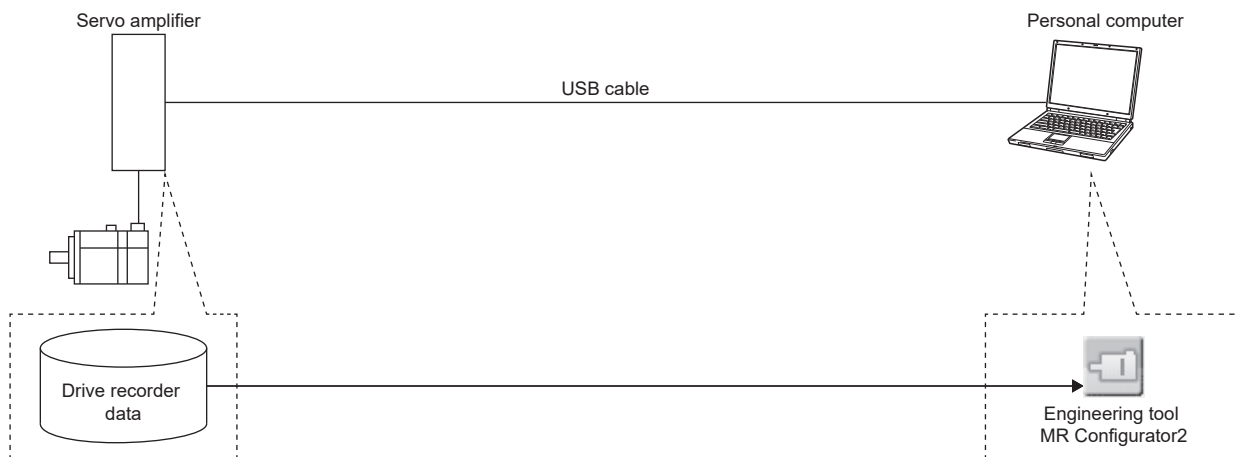 Servo amplifier
Personal computer
USB cable
Drive recorder
data
Engineering tool
MR Configurator2